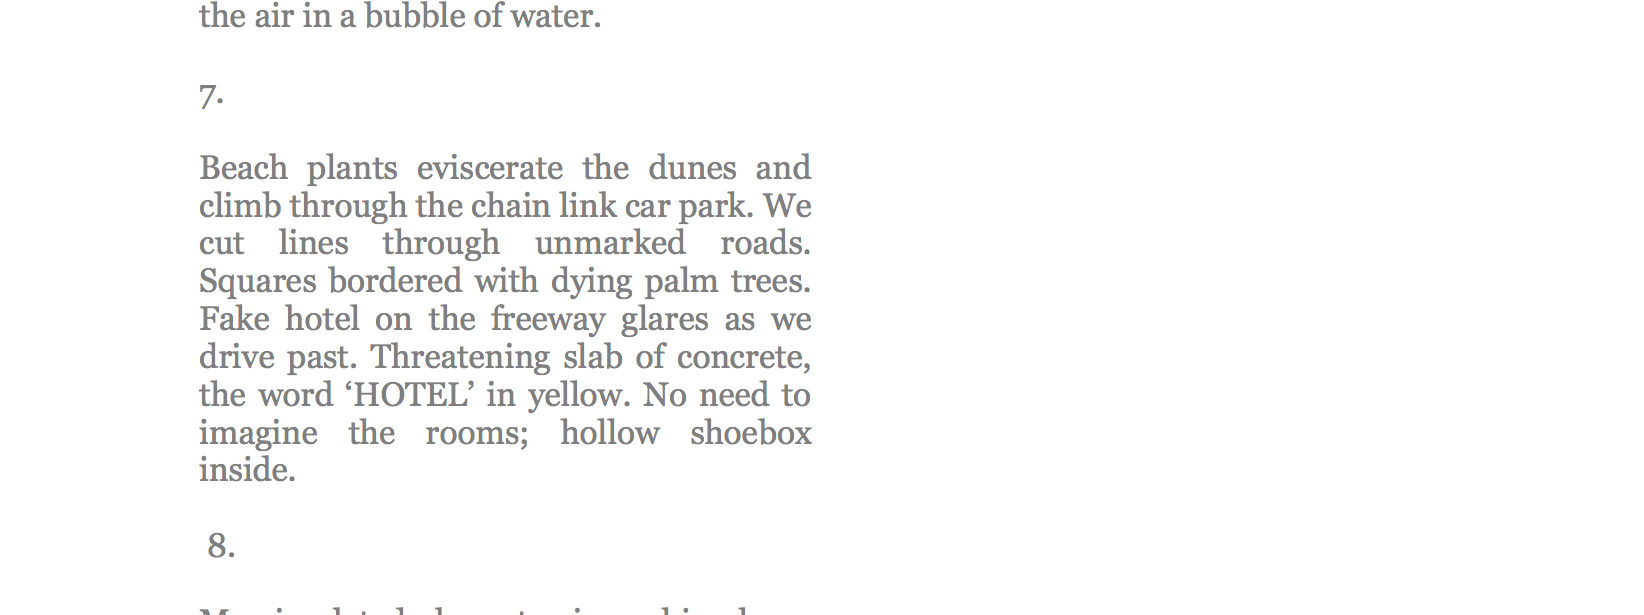 the air in a bubble of water.
7.
Beach plants eviscerate the dunes and
climb through the chain link car park. We
cut lines through unmarked roads.
Squares bordered with dying palm trees.
Fake hotel on the freeway glares as we
drive past. Threatening slab of concrete,
the word ‘HOTEL’ in yellow. No need to
imagine the rooms; hollow shoebox
inside.
8.